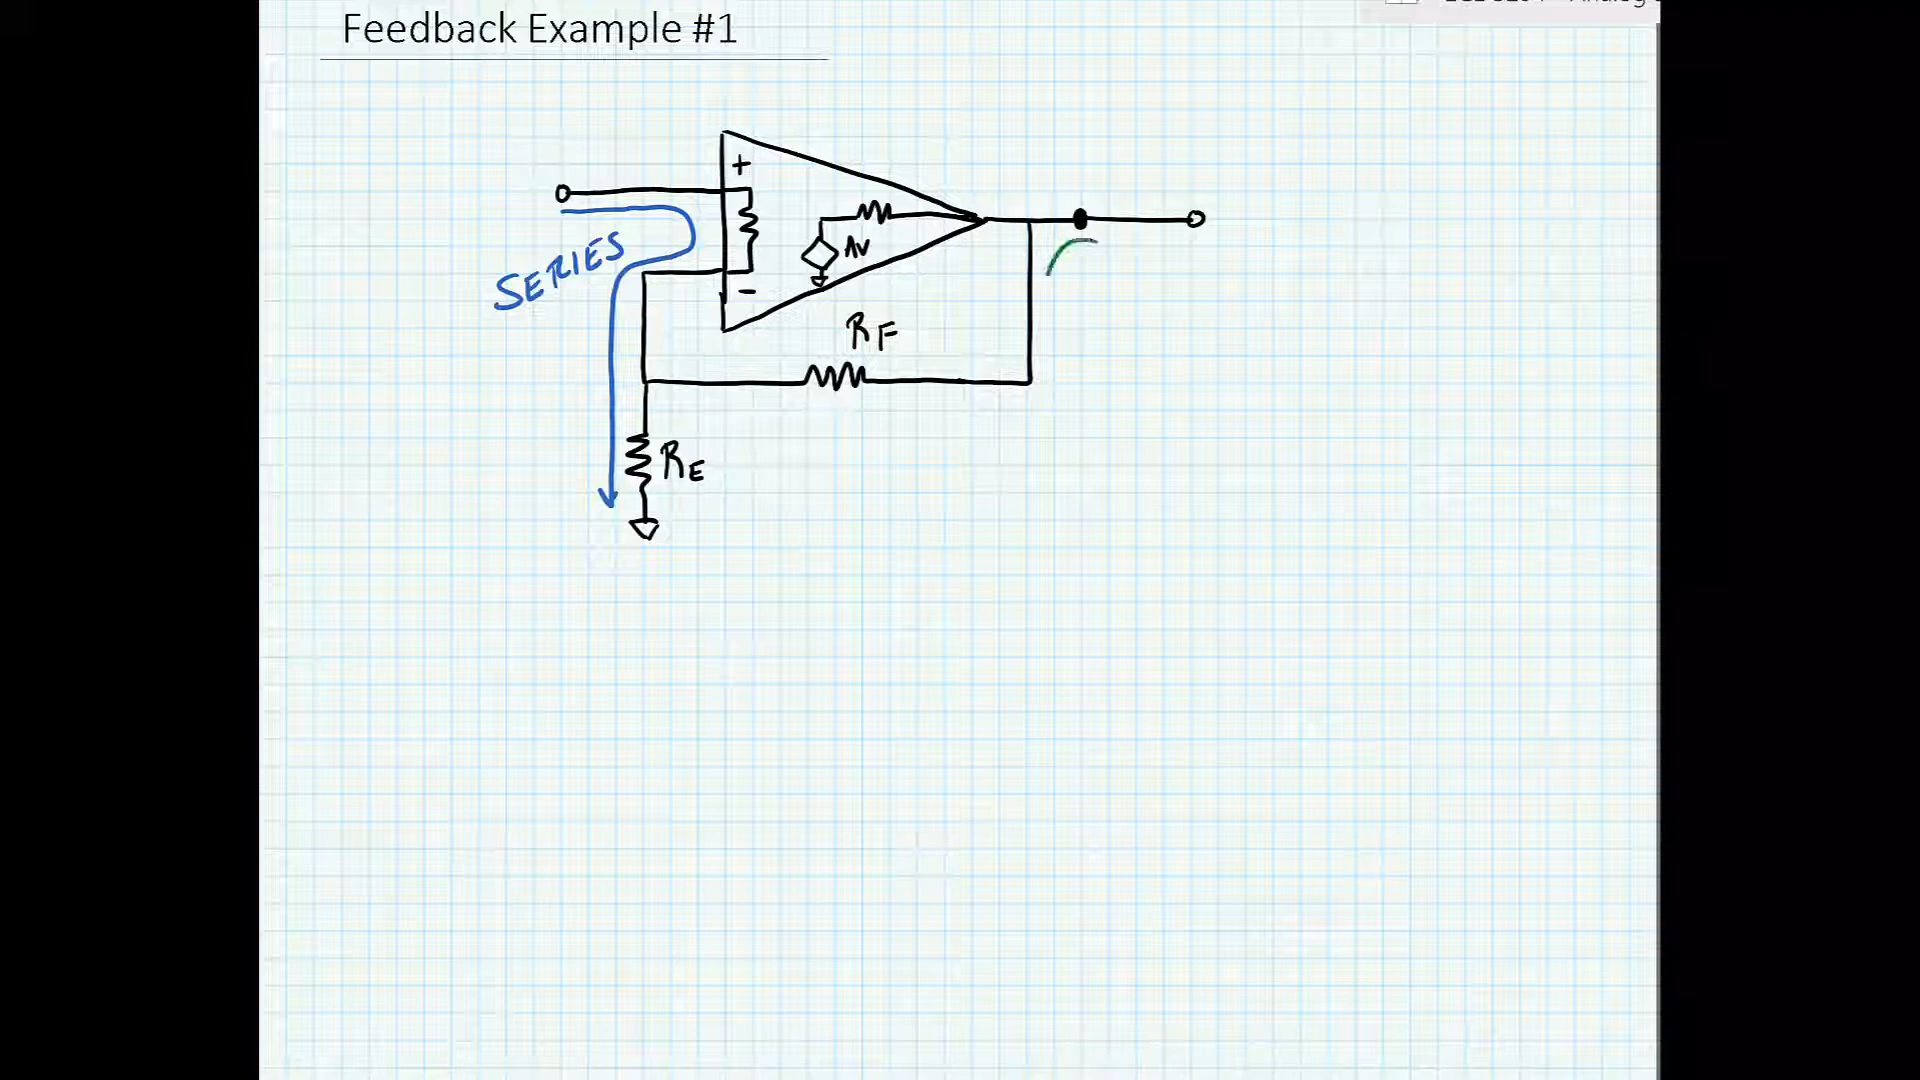 Feedback Example #1
+
SERIES
AV
-
RF
RE